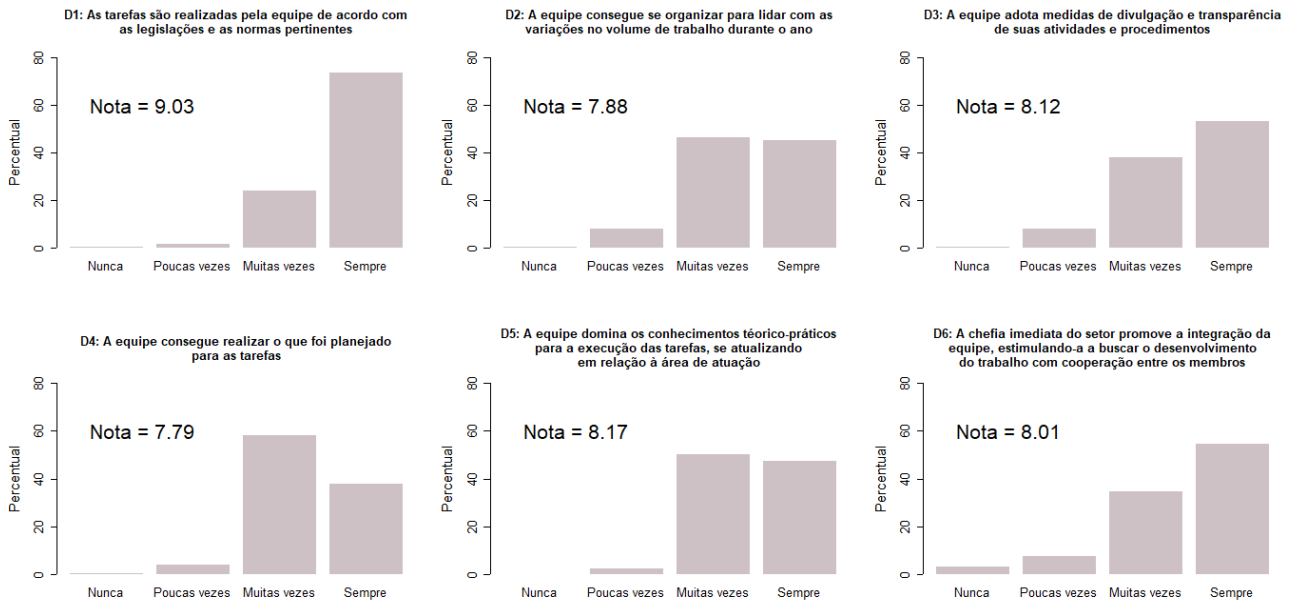 D1: As tarefas são realizadas pela equipe de acordo com
as legislações e as normas pertinentes
Nota = 9.03
Percentual
80
60
40
20
0
Nunca
Poucas vezes
Muitas vezes
Sempre
D2: A equipe consegue se organizar para lidar com as
variações no volume de trabalho durante o ano
Nota = 7.88
Percentual
80
60
40
20
0
Nunca
Poucas vezes
Muitas vezes
Sempre
D3: A equipe adota medidas de divulgação e transparência
de suas atividades e procedimentos
Nota = 8.12
Percentual
80
60
40
20
0
Nunca
Poucas vezes
Muitas vezes
Sempre
D4: A equipe consegue realizar o que foi planejado
para as tarefas
Nota = 7.79
Percentual
80
60
40
20
0
Nunca
Poucas vezes
Muitas vezes
Sempre
D5: A equipe domina os conhecimentos téorico-práticos
para a execução das tarefas, se atualizando
em relação à área de atuação
Nota = 8.17
Percentual
80
60
40
20
0
Nunca
Poucas vezes
Muitas vezes
Sempre
D6: A chefia imediata do setor promove a integração da
equipe, estimulando-a a buscar o desenvolvimento
do trabalho com cooperação entre os membros
Nota = 8.01
Percentual
80
60
40
20
0
Nunca
Poucas vezes
Muitas vezes
Sempre